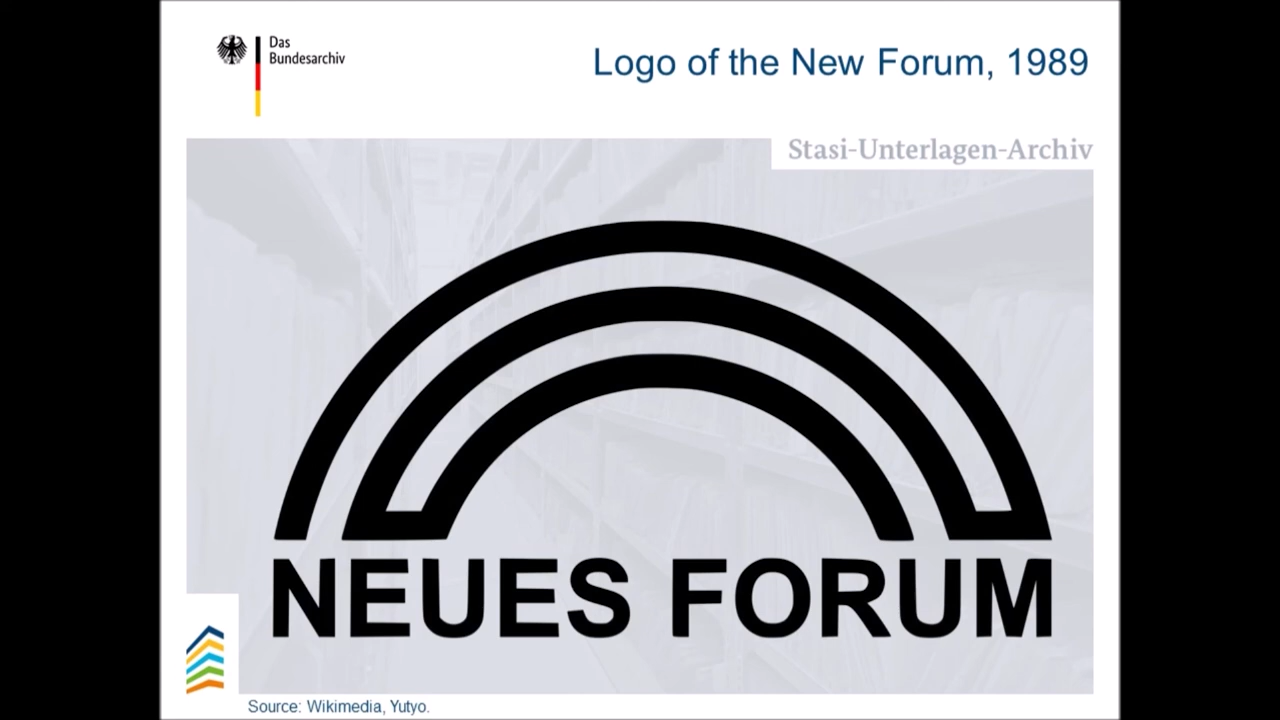 Das
Bundesarchiv
Logo of the New Forum, 1989
Stasi-Unterlagen-Archiv
NEUES FORUM
Source: Wikimedia, Yutyo.